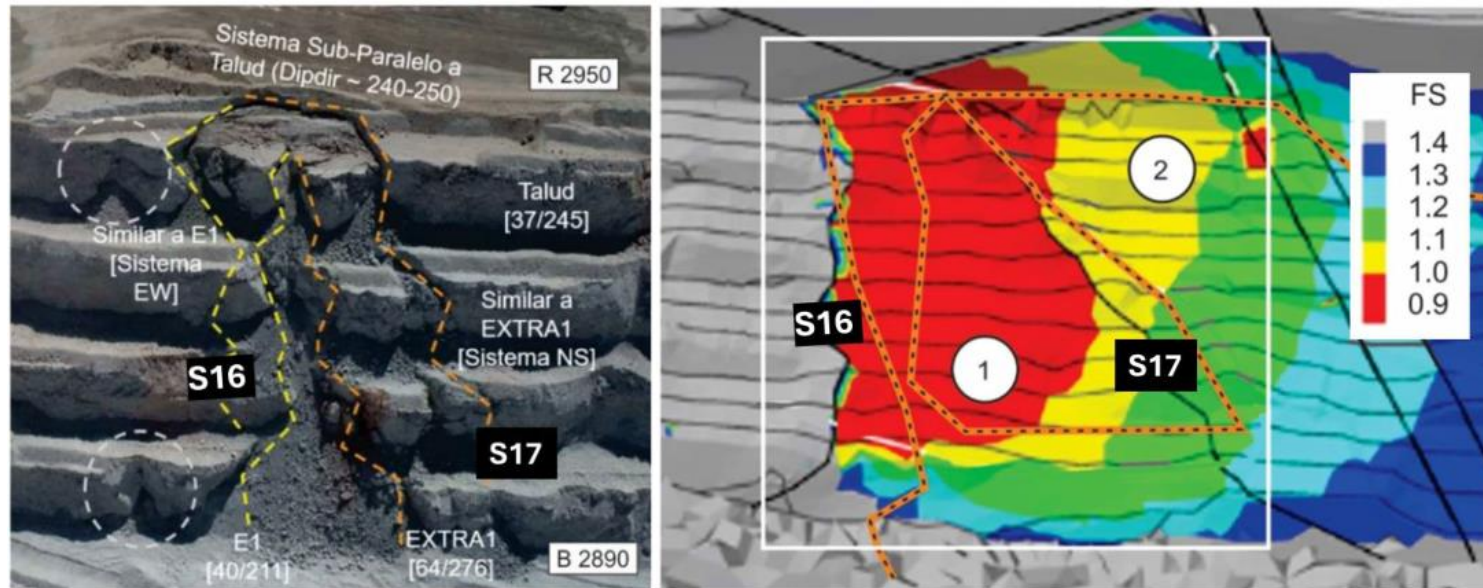 Sistema Sub-Paralelo a
Talud (Dipdir ~ 240-250)
R 2950
Talud
[37/245]
Similar a E1
[Sistema
EW]
Similar a
EXTRA1
[Sistema NS]
S16
S17
E1
[40/211]
EXTRA1
[64/276]
B 2890
FS
1.4
1.3
1.2
1.1
1.0
0.9
2
S16
1
S17